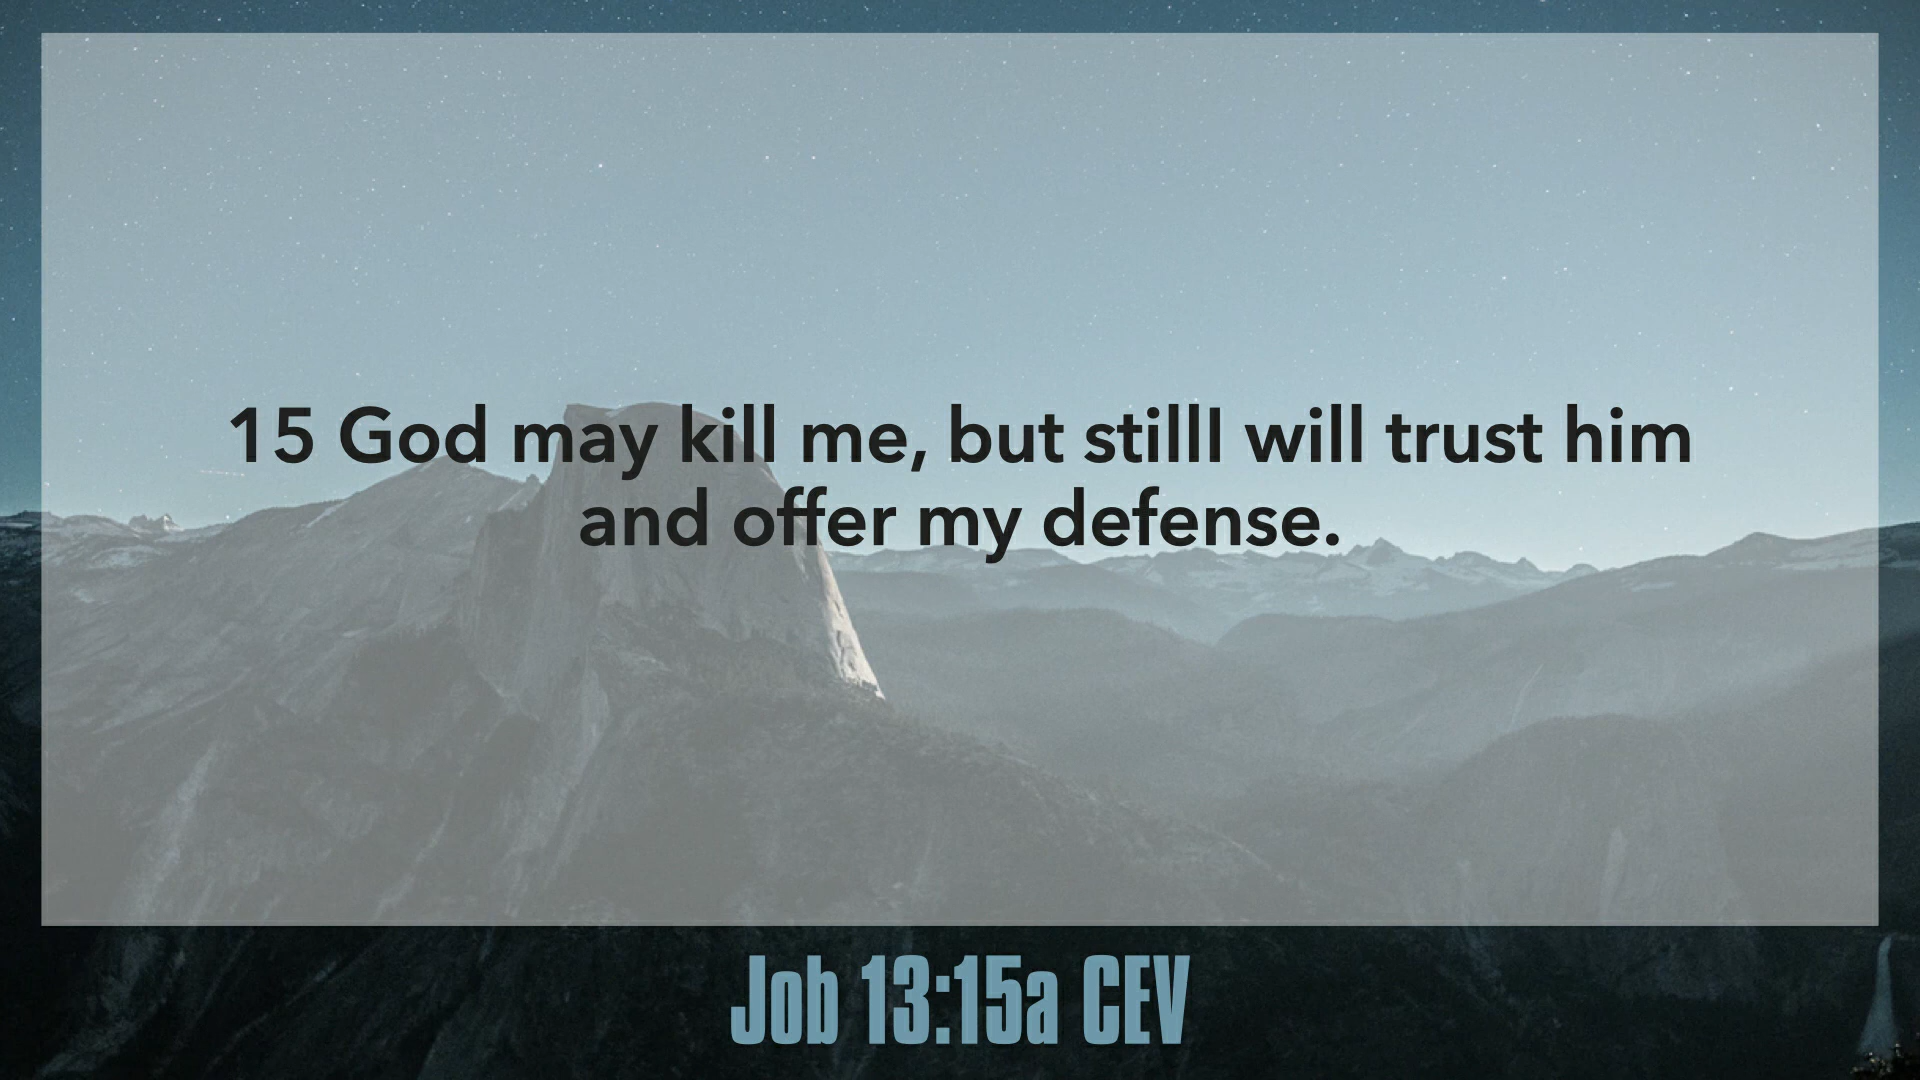 15 God may kill me, but stillI will trust him
and offer my defense.
Job 13:15a CEV